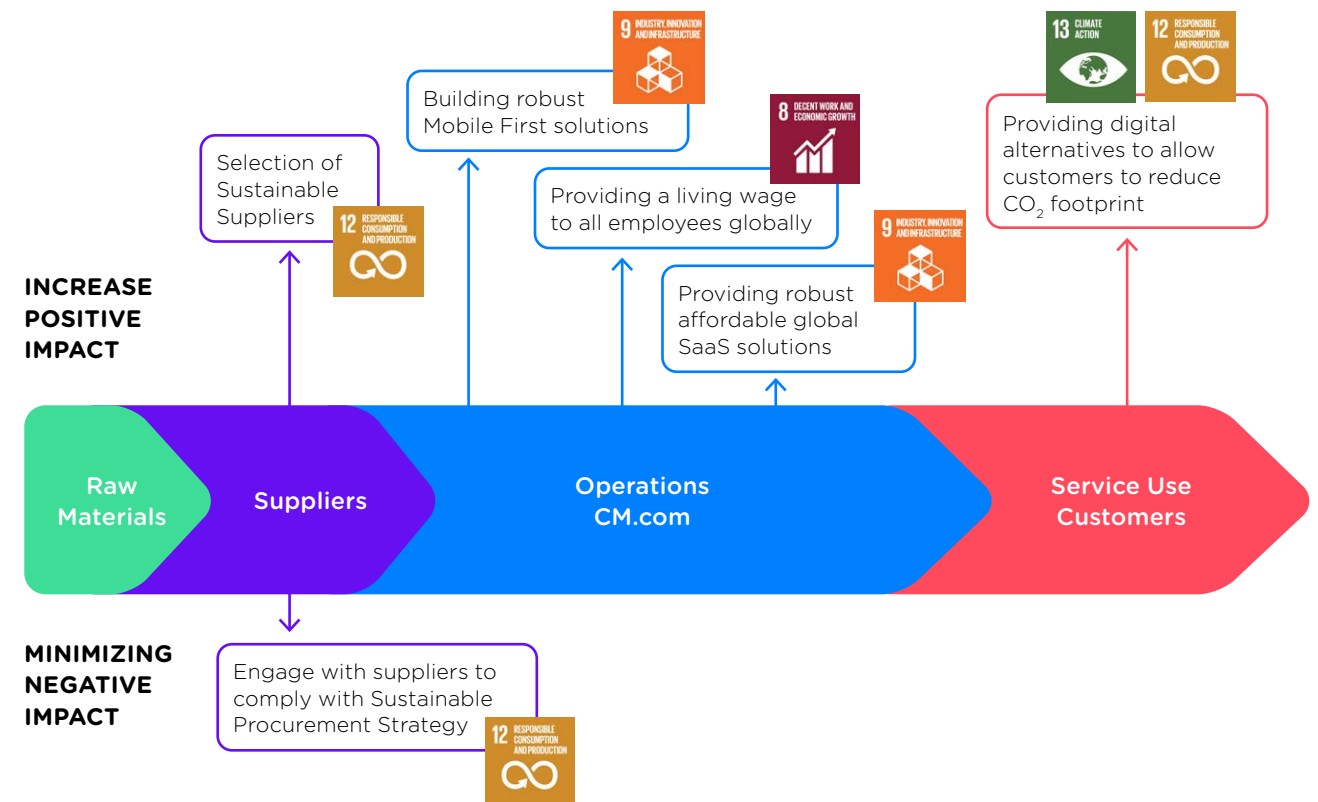 9 INDUSTRY, INNOVATION
AND INFRASTRUCTURE
Building robust
Mobile First solutions
13 CLIMATE
ACTION
12 RESPONSIBLE
CONSUMPTION
AND PRODUCTION
Providing digital
alternatives to allow
customers to reduce
CO₂ footprint
8 DECENT WORK AND
ECONOMIC GROWTH
Providing a living wage
to all employees globally
Selection of
Sustainable
Suppliers
12 RESPONSIBLE
CONSUMPTION
AND PRODUCTION
9 INDUSTRY, INNOVATION
AND INFRASTRUCTURE
Providing robust
affordable global
SaaS solutions
INCREASE
POSITIVE
IMPACT
Raw
Materials
Suppliers
Operations
CM.com
Service Use
Customers
MINIMIZING
NEGATIVE
IMPACT
Engage with suppliers to
comply with Sustainable
Procurement Strategy
12 RESPONSIBLE
CONSUMPTION
AND PRODUCTION